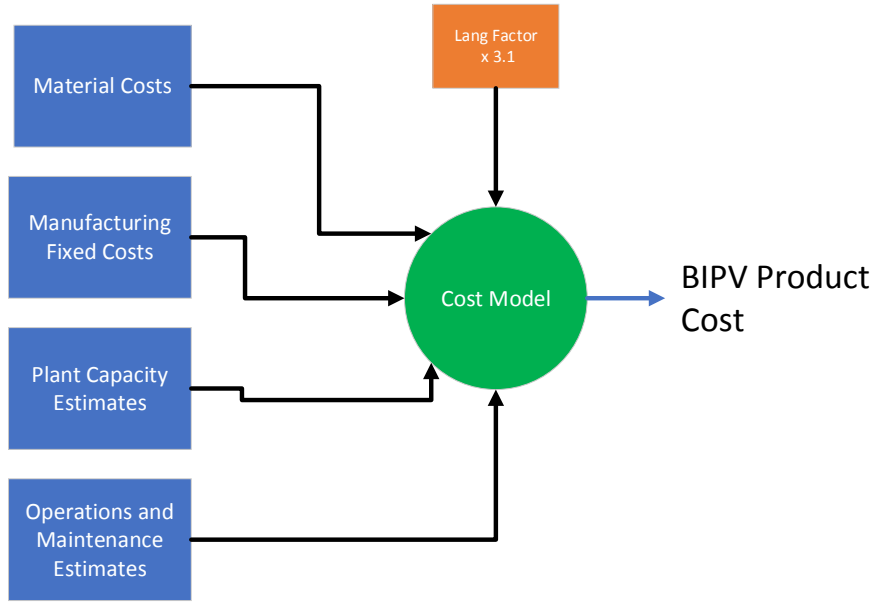 Lang Factor
x 3.1
Material Costs
Manufacturing
Fixed Costs
Cost Model
BIPV Product
Cost
Plant Capacity
Estimates
Operations and
Maintenance
Estimates